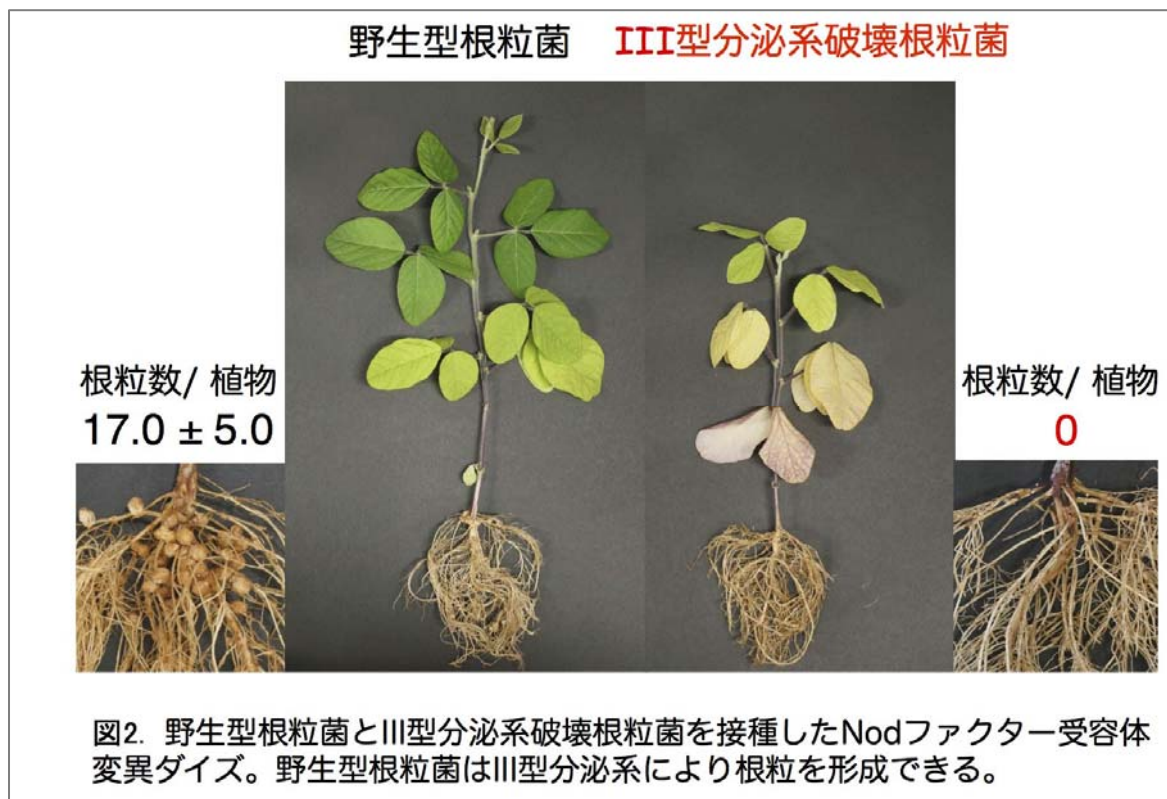 野生型根粒菌 III型分泌系破壊根粒菌
根粒数/ 植物
17.0 ± 5.0
根粒数/ 植物
0
図2. 野生型根粒菌とIII型分泌系破壊根粒菌を接種したNodファクター受容体
変異ダイズ。野生型根粒菌はIII型分泌系により根粒を形成できる。